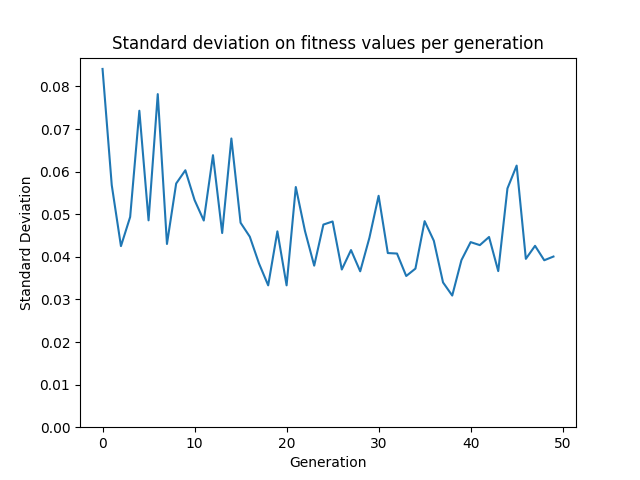 Standard deviation on fitness values per generation
Standard Deviation
0.08
0.07
0.06
0.05
0.04
0.03
0.02
0.01
0.00
0 10 20 30 40 50
Generation